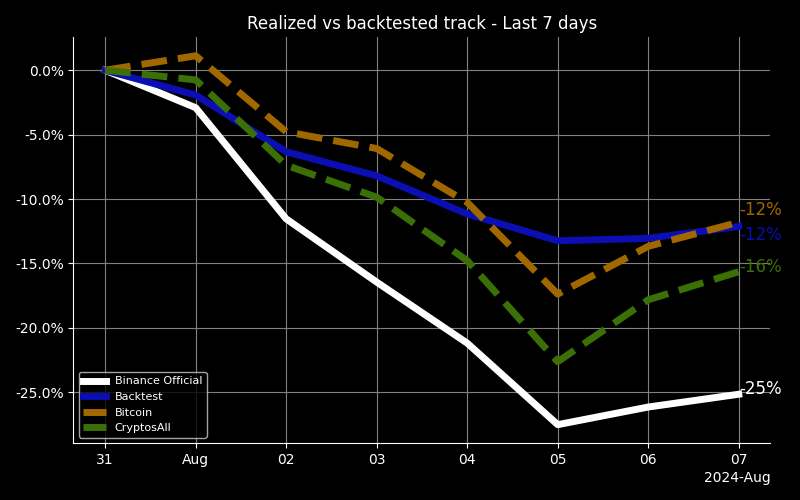 Realized vs backtested track - Last 7 days
0.0%
-5.0%
-10.0%
-15.0%
-20.0%
-25.0%
-12%
-12%
-16%
-25%
Binance Official
Backtest
Bitcoin
CryptosAll
31 Aug 02 03 04 05 06 07
2024-Aug